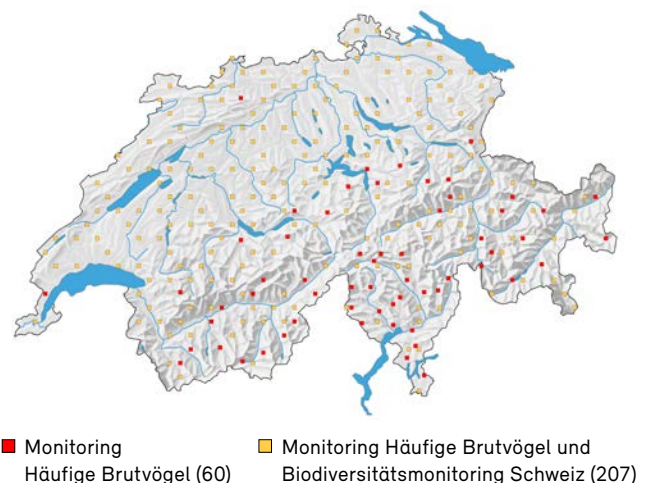 Monitoring
Häufige Brutvögel (60)
Monitoring Häufige Brutvögel und
Biodiversitätsmonitoring Schweiz (207)